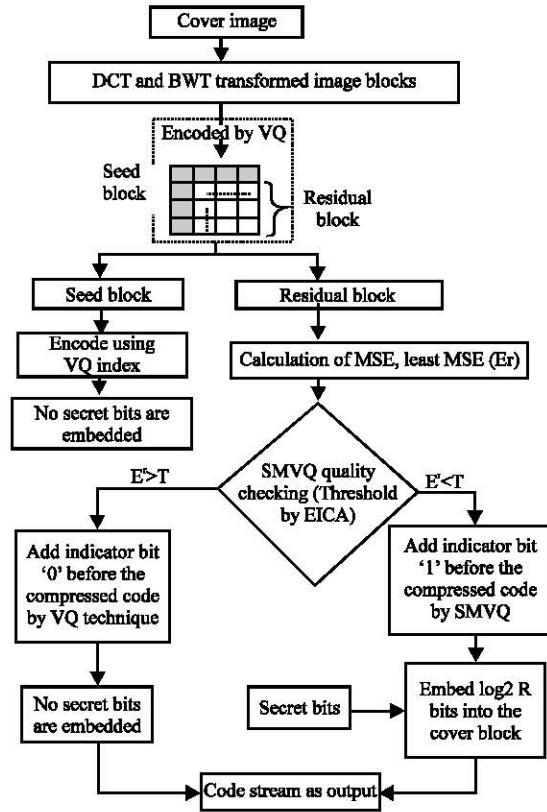 Cover image
DCT and BWT transformed image blocks
Encoded by VQ
Seed
block
Residual
block
Seed block
Residual block
Encode using
VQ index
Calculation of MSE, least MSE (Er)
No secret bits are
embedded
SMVQ quality
checking (Threshold
by EICA)
Eʳ>T
Eʳ<T
Add indicator bit
'0' before the
compressed code
by VQ technique
Add indicator bit
'1' before the
compressed code
by SMVQ
No secret bits
are embedded
Secret bits
Embed log2 R
bits into the
cover block
Code stream as output